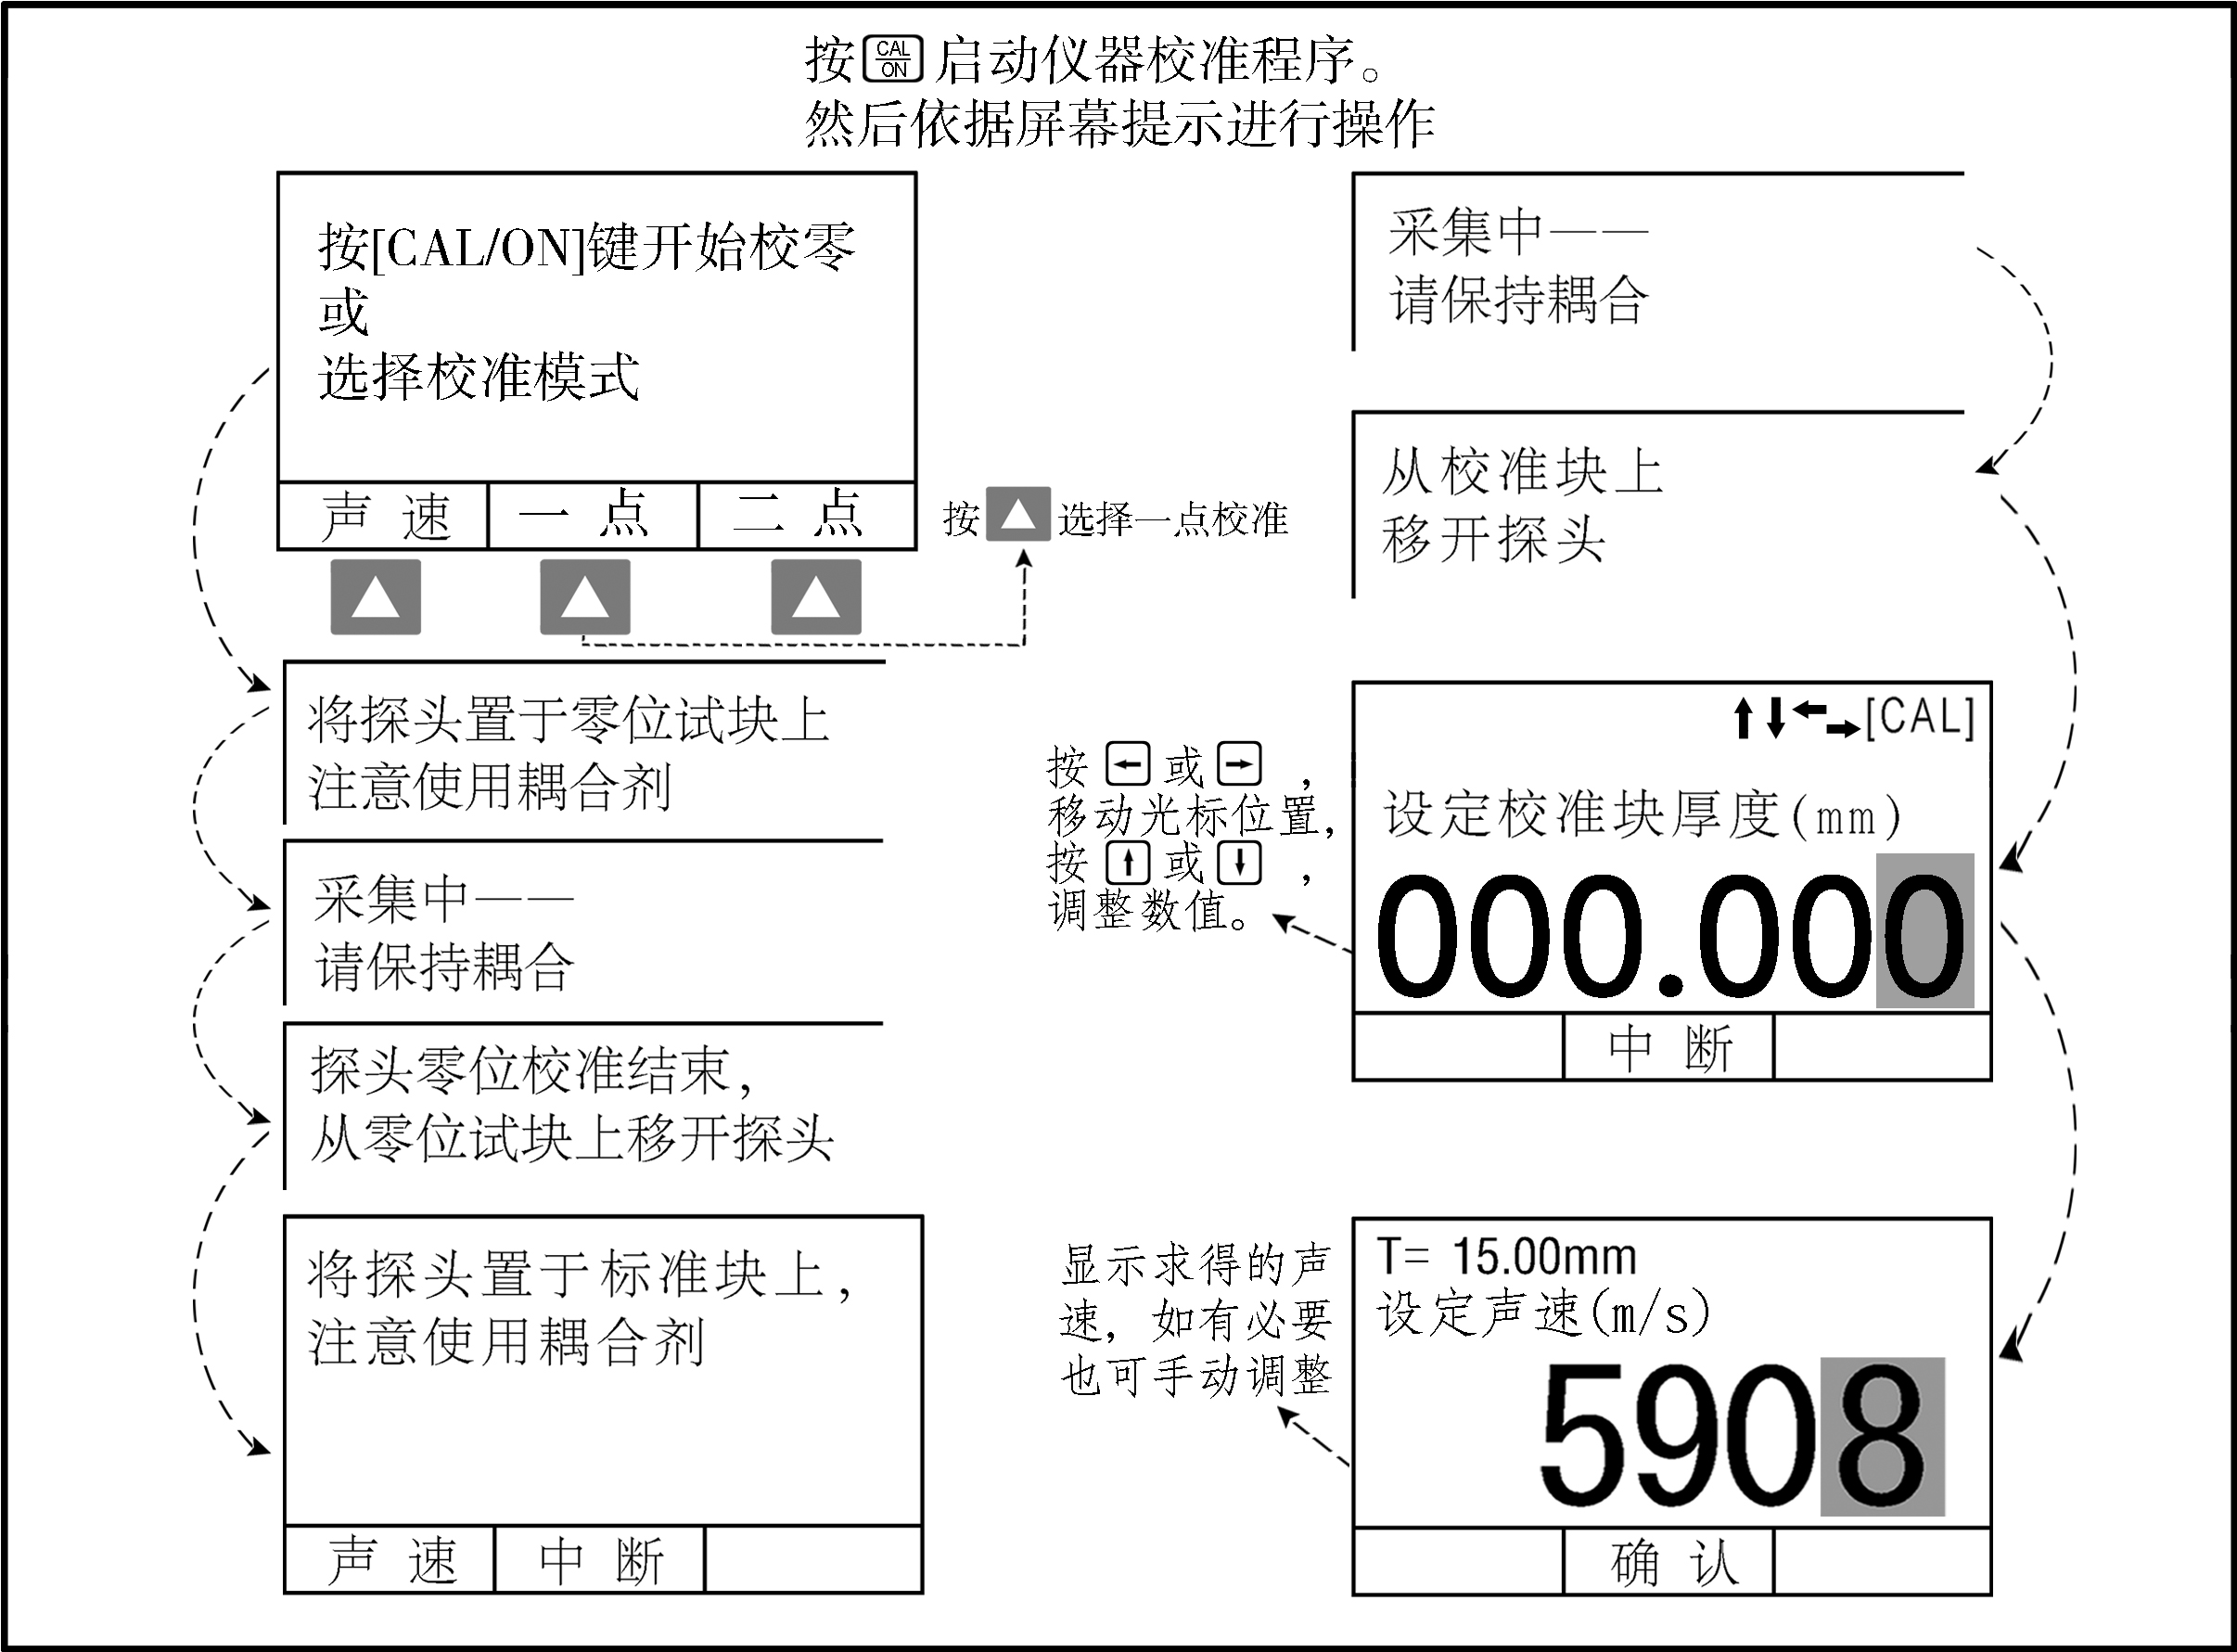 按 CAL ON 启动仪器校准程序。
然后依据屏幕提示进行操作
按[CAL/ON]键开始校零
或
选择校准模式
声 速 一 点 二 点
按 选择一点校准
将探头置于零位试块上
注意使用耦合剂
采集中——
请保持耦合
探头零位校准结束,
从零位试块上移开探头
将探头置于标准块上,
注意使用耦合剂
声 速 中 断
采集中——
请保持耦合
从校准块上
移开探头
↑↓←→[CAL]
设定校准块厚度(mm)
000.000
中 断
按 ← 或 → ,
移动光标位置,
按 ↑ 或 ↓ ,
调整数值。
T= 15.00mm
设定声速(m/s)
5908
确 认
显示求得的声
速, 如有必要
也可手动调整